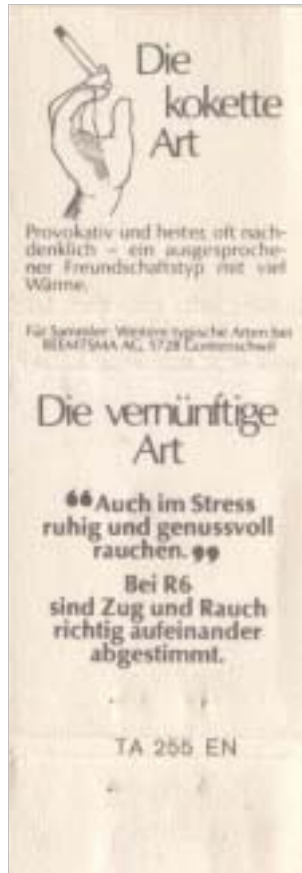 Die
kokette
Art
Provokativ und heiter, oft nach-
denklich – ein ausgesproche-
ner Freundschaftstyp mit viel
Wärme.
Für Sammler: Weitere typische Arten bei
REEMTSMA AG, 5728 Gontenschwil
Die vernünftige
Art
“Auch im Stress
ruhig und genussvoll
rauchen.”
Bei R6
sind Zug und Rauch
richtig aufeinander
abgestimmt.
TA 255 EN